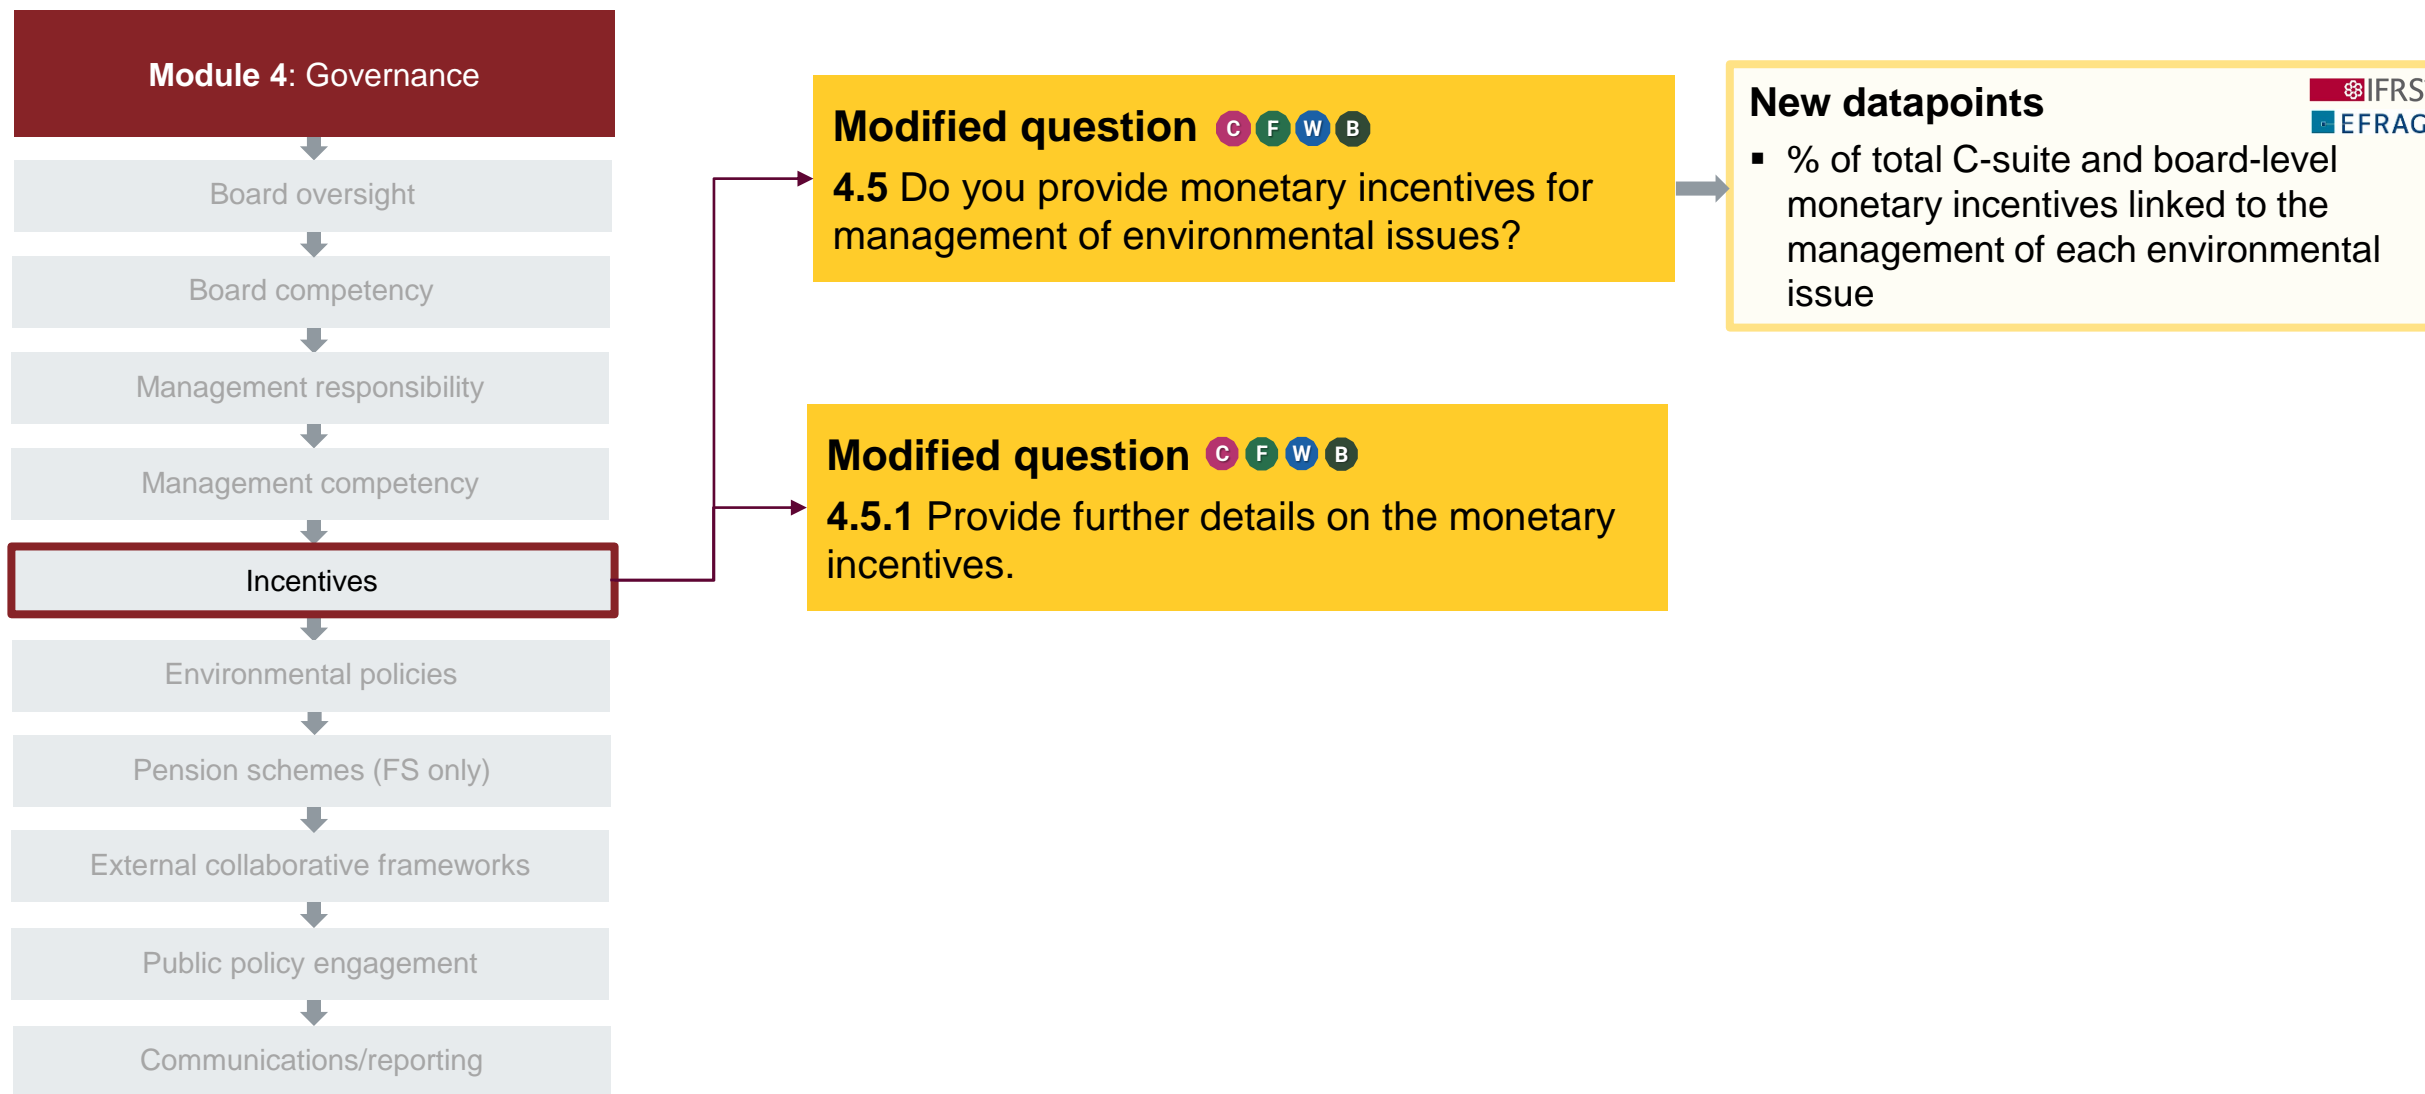 Module 4: Governance
Board oversight
Board competency
Management responsibility
Management competency
Incentives
Environmental policies
Pension schemes (FS only)
External collaborative frameworks
Public policy engagement
Communications/reporting
Modified question C F W B
4.5 Do you provide monetary incentives for
management of environmental issues?
Modified question C F W B
4.5.1 Provide further details on the monetary
incentives.
New datapoints
IFRS
EFRAG
▪ % of total C-suite and board-level
monetary incentives linked to the
management of each environmental
issue